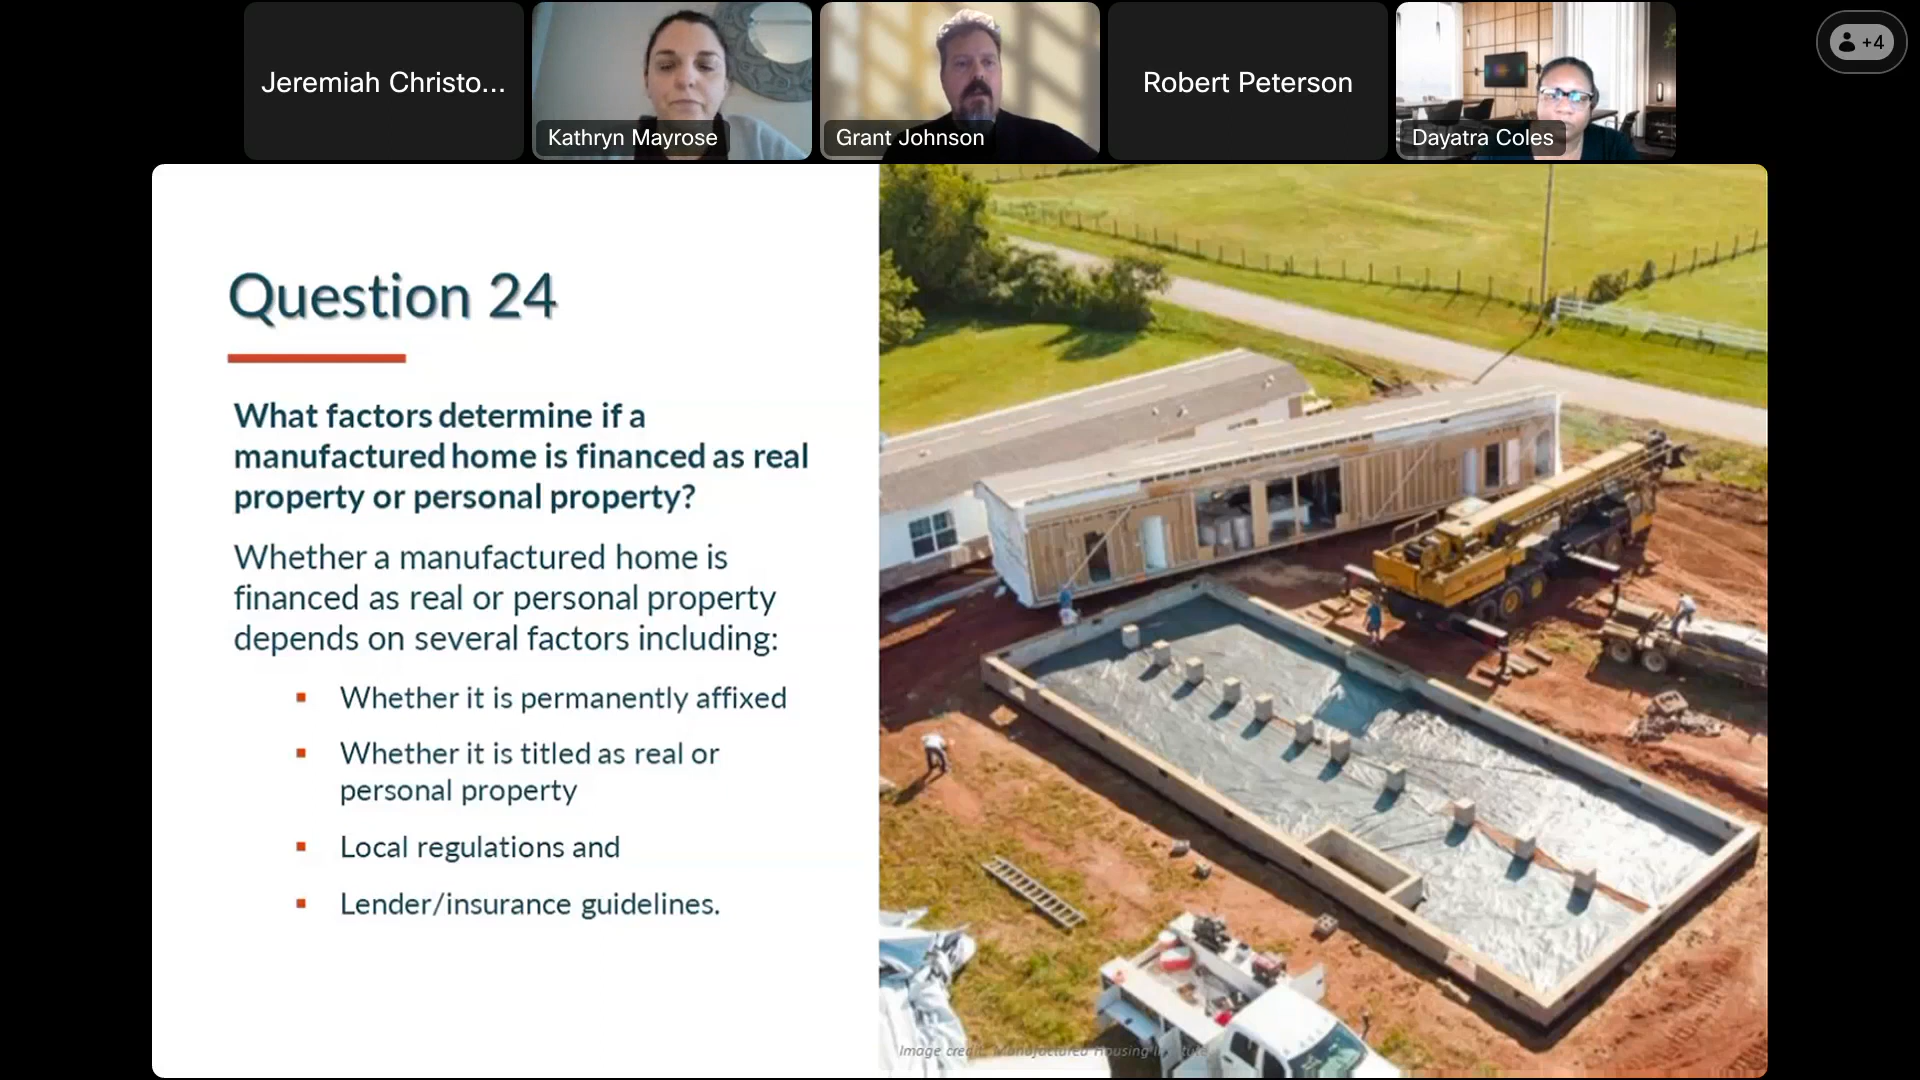 Jeremiah Christo...
Kathryn Mayrose
Grant Johnson
Robert Peterson
Dayatra Coles
+4
Question 24
What factors determine if a
manufactured home is financed as real
property or personal property?
Whether a manufactured home is
financed as real or personal property
depends on several factors including:
▪ Whether it is permanently affixed
▪ Whether it is titled as real or
personal property
▪ Local regulations and
▪ Lender/insurance guidelines.
Image credit: Manufactured Housing Institute